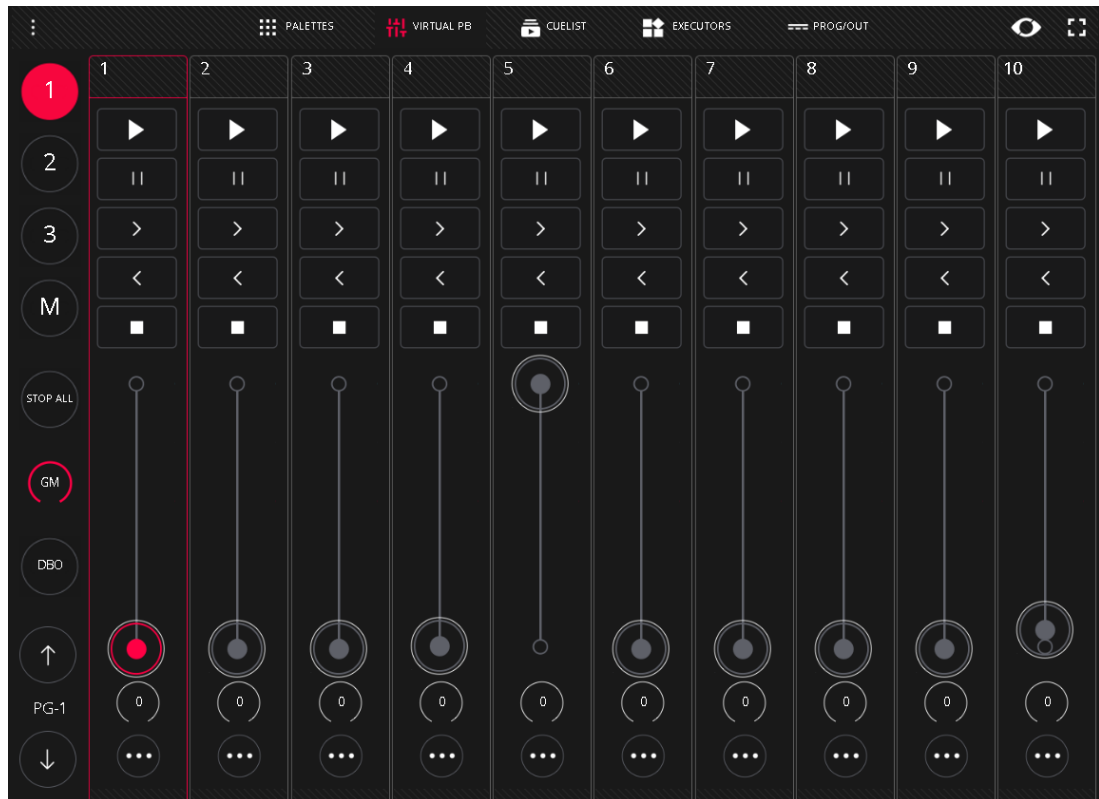 PALETTES VIRTUAL PB CUELIST EXECUTORS PROG/OUT
1 2 3 4 5 6 7 8 9 10
1
2
3
M
STOP ALL
GM
DBO
PG-1
0 0 0 0 0 0 0 0 0 0